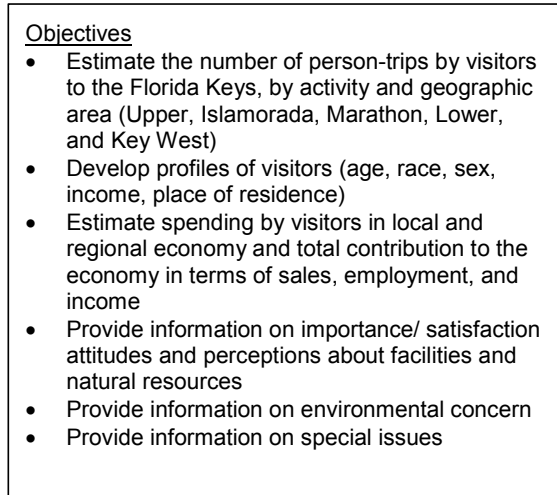 Objectives
• Estimate the number of person-trips by visitors
to the Florida Keys, by activity and geographic
area (Upper, Islamorada, Marathon, Lower,
and Key West)
• Develop profiles of visitors (age, race, sex,
income, place of residence)
• Estimate spending by visitors in local and
regional economy and total contribution to the
economy in terms of sales, employment, and
income
• Provide information on importance/ satisfaction
attitudes and perceptions about facilities and
natural resources
• Provide information on environmental concern
• Provide information on special issues